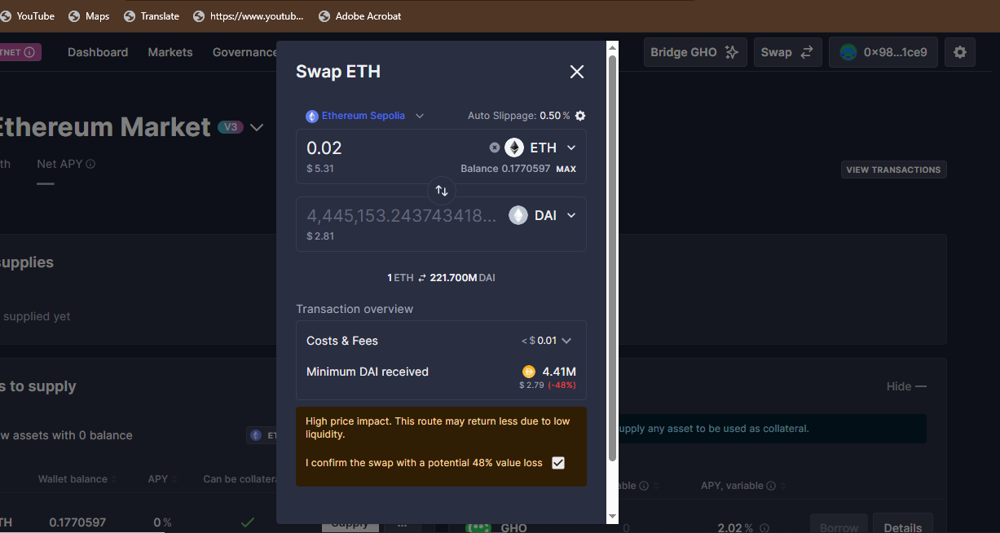 YouTube
Maps
Translate
https://www.youtub...
Adobe Acrobat
TNET
Dashboard
Markets
Governance
Bridge GHO
Swap
0×98...1ce9
Ethereum Market
V3
th
Net APY
—
VIEW TRANSACTIONS
supplies
supplied yet
s to supply
Hide —
w assets with 0 balance
ET
upply any asset to be used as collateral.
Wallet balance
APY
Can be collatera
able
APY, variable
TH
0.1770597
0 %
Supply
...
GHO
0
2.02 %
Borrow
Details
Swap ETH
Ethereum Sepolia
Auto Slippage: 0.50 %
0.02
ETH
$ 5.31
Balance 0.1770597 MAX
4,445,153.243743418...
DAI
$ 2.81
1 ETH ⇄ 221.700M DAI
Transaction overview
Costs & Fees
< $ 0.01
Minimum DAI received
4.41M
$ 2.79 (-48%)
High price impact. This route may return less due to low
liquidity.
I confirm the swap with a potential 48% value loss